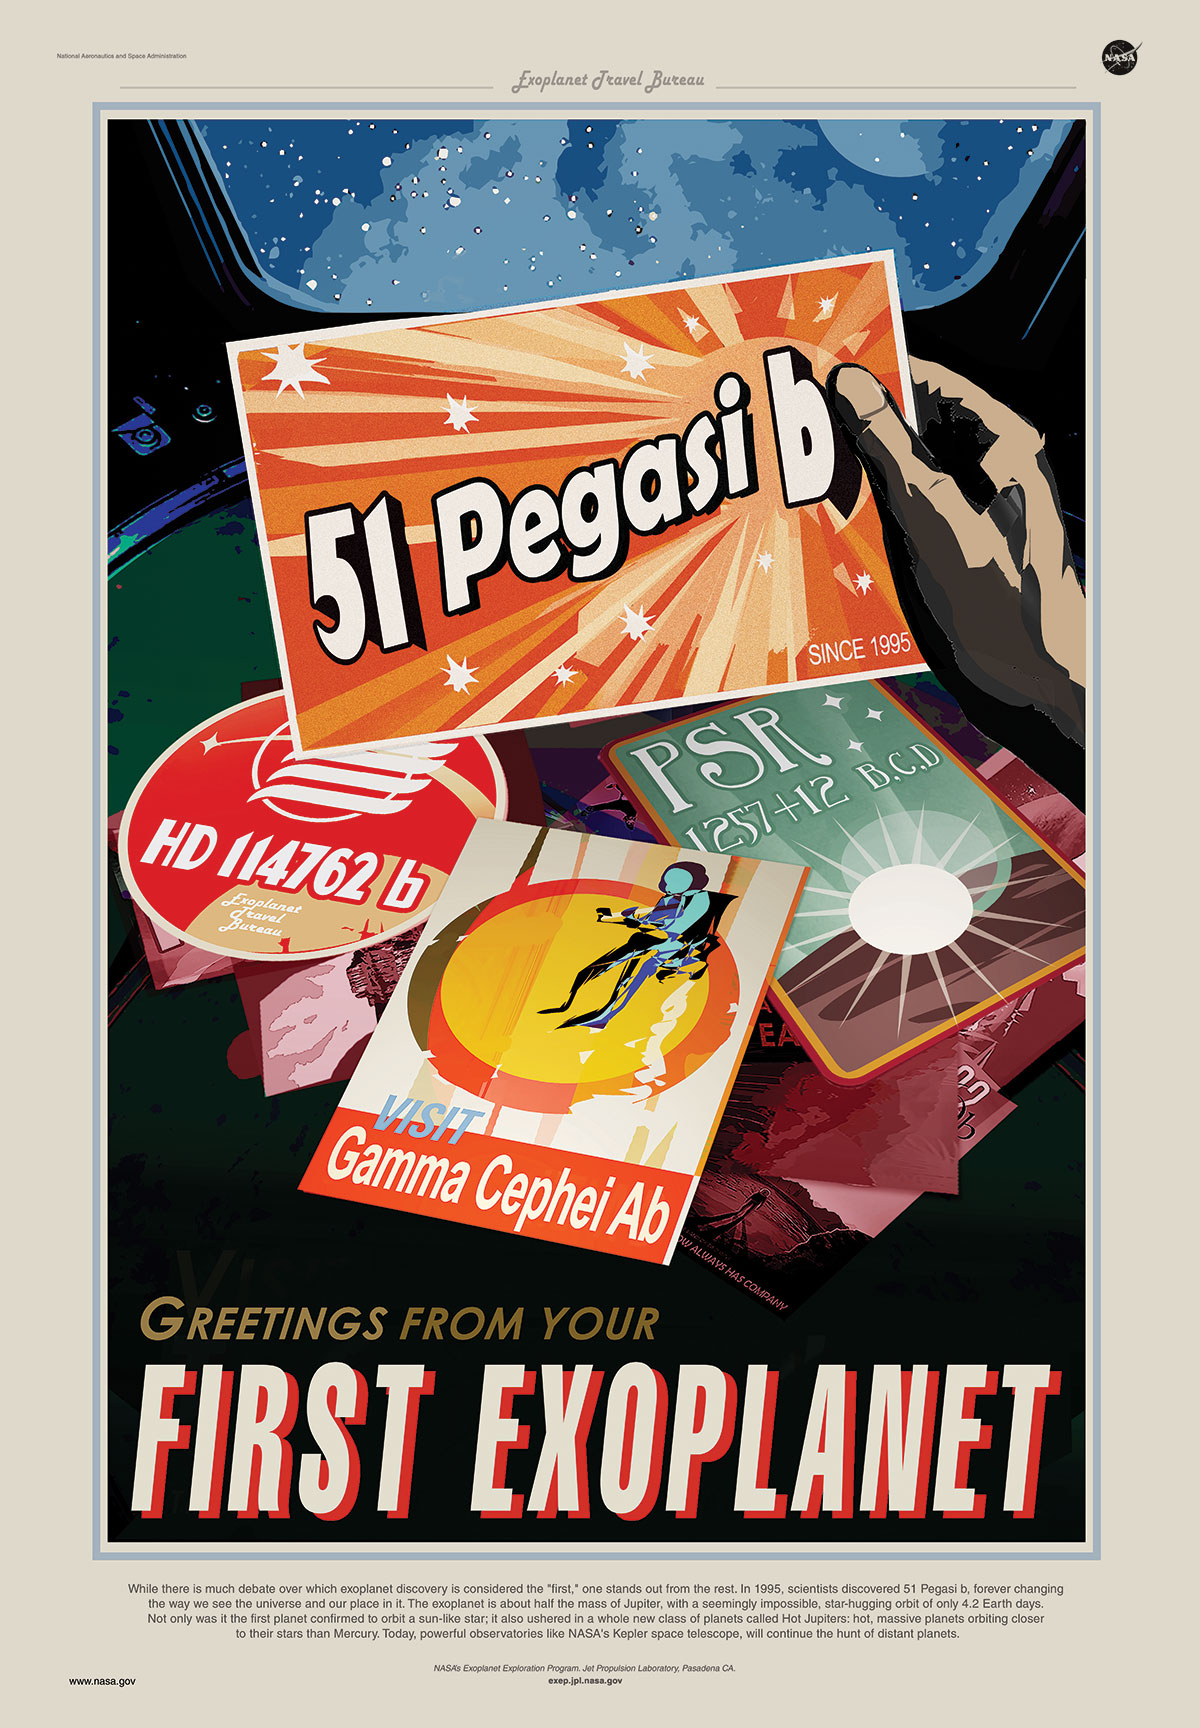 National Aeronautics and Space Administration
NASA
Exoplanet Travel Bureau
51 Pegasi b
SINCE 1995
PSR
1257+12 B,C,D
HD 114762 b
Exoplanet
Travel
Bureau
VISIT
Gamma Cephei Ab
ALWAYS HAS COMPANY
GREETINGS FROM YOUR
FIRST EXOPLANET
While there is much debate over which exoplanet discovery is considered the "first," one stands out from the rest. In 1995, scientists discovered 51 Pegasi b, forever changing
the way we see the universe and our place in it. The exoplanet is about half the mass of Jupiter, with a seemingly impossible, star-hugging orbit of only 4.2 Earth days.
Not only was it the first planet confirmed to orbit a sun-like star; it also ushered in a whole new class of planets called Hot Jupiters: hot, massive planets orbiting closer
to their stars than Mercury. Today, powerful observatories like NASA's Kepler space telescope, will continue the hunt of distant planets.
NASA's Exoplanet Exploration Program. Jet Propulsion Laboratory, Pasadena CA.
exep.jpl.nasa.gov
www.nasa.gov